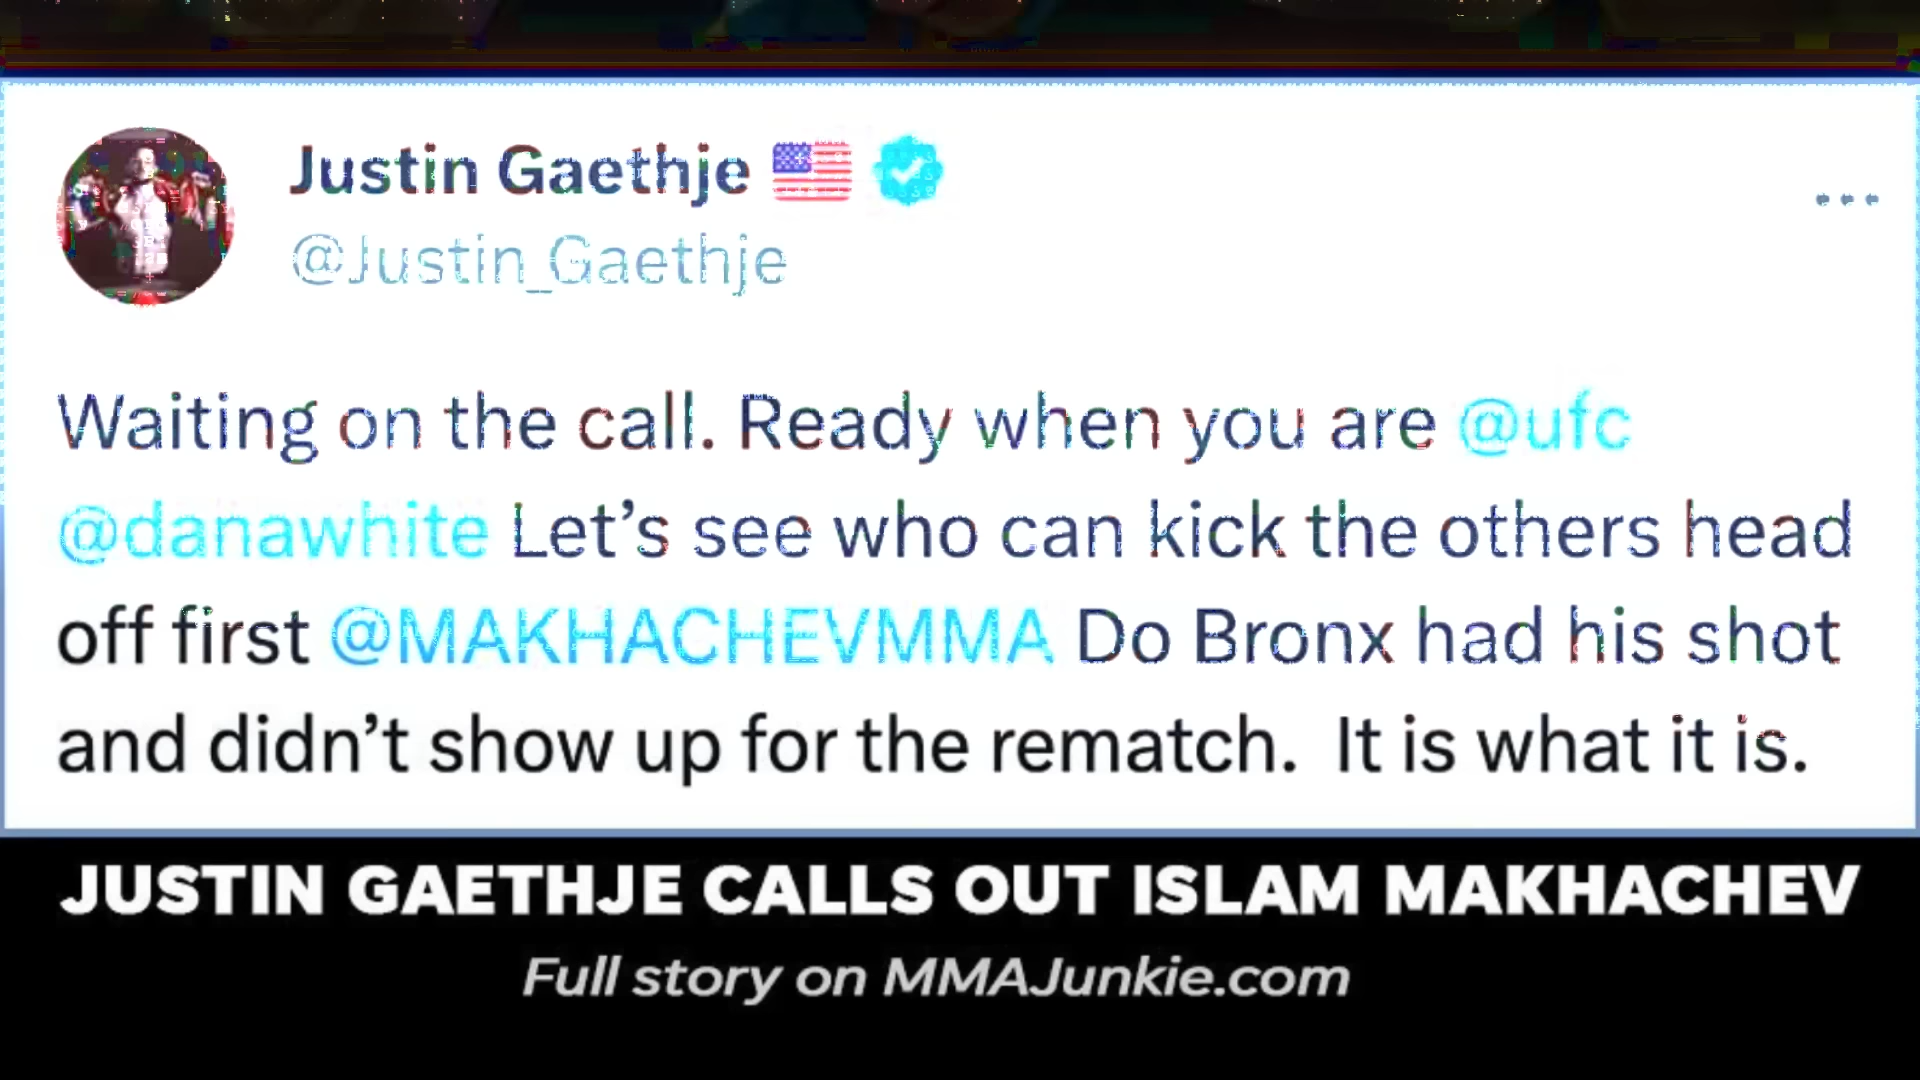 Justin Gaethje
@Justin_Gaethje
Waiting on the call. Ready when you are @ufc
@danawhite Let’s see who can kick the others head
off first @MAKHACHEVMMA Do Bronx had his shot
and didn’t show up for the rematch.  It is what it is.
JUSTIN GAETHJE CALLS OUT ISLAM MAKHACHEV
Full story on MMAJunkie.com